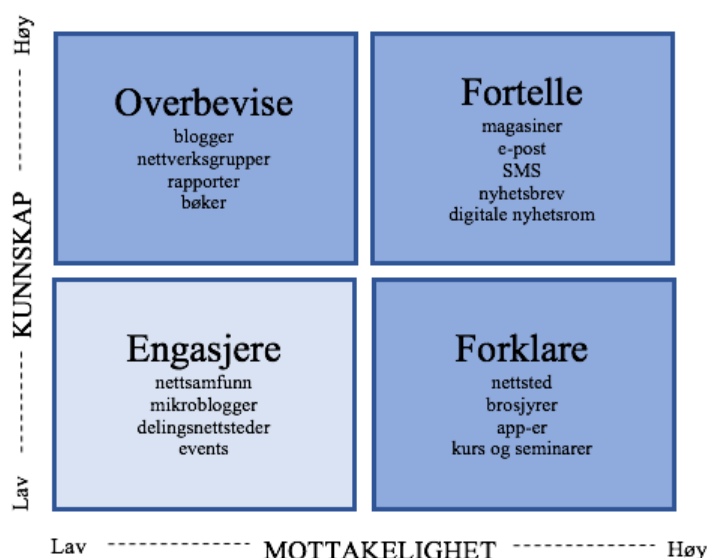 Høy
Overbevise
blogger
nettverksgrupper
rapporter
bøker
Fortelle
magasiner
e-post
SMS
nyhetsbrev
digitale nyhetsrom
KUNNSKAP
Engasjere
nettsamfunn
mikroblogger
delingsnettsteder
events
Forklare
nettsted
brosjyrer
app-er
kurs og seminarer
Lav
Lav
MOTTAKELIGHET
Høy